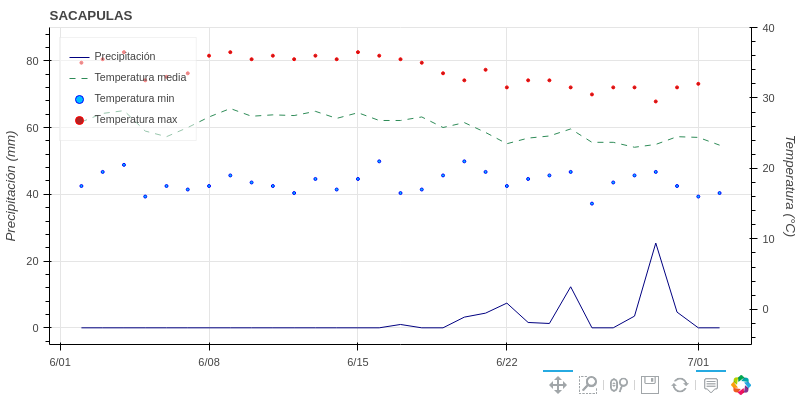 SACAPULAS
Precipitación
Temperatura media
Temperatura min
Temperatura max
Precipitación (mm)
80
60
40
20
0
Temperatura (°C)
40
30
20
10
0
6/01
6/08
6/15
6/22
7/01